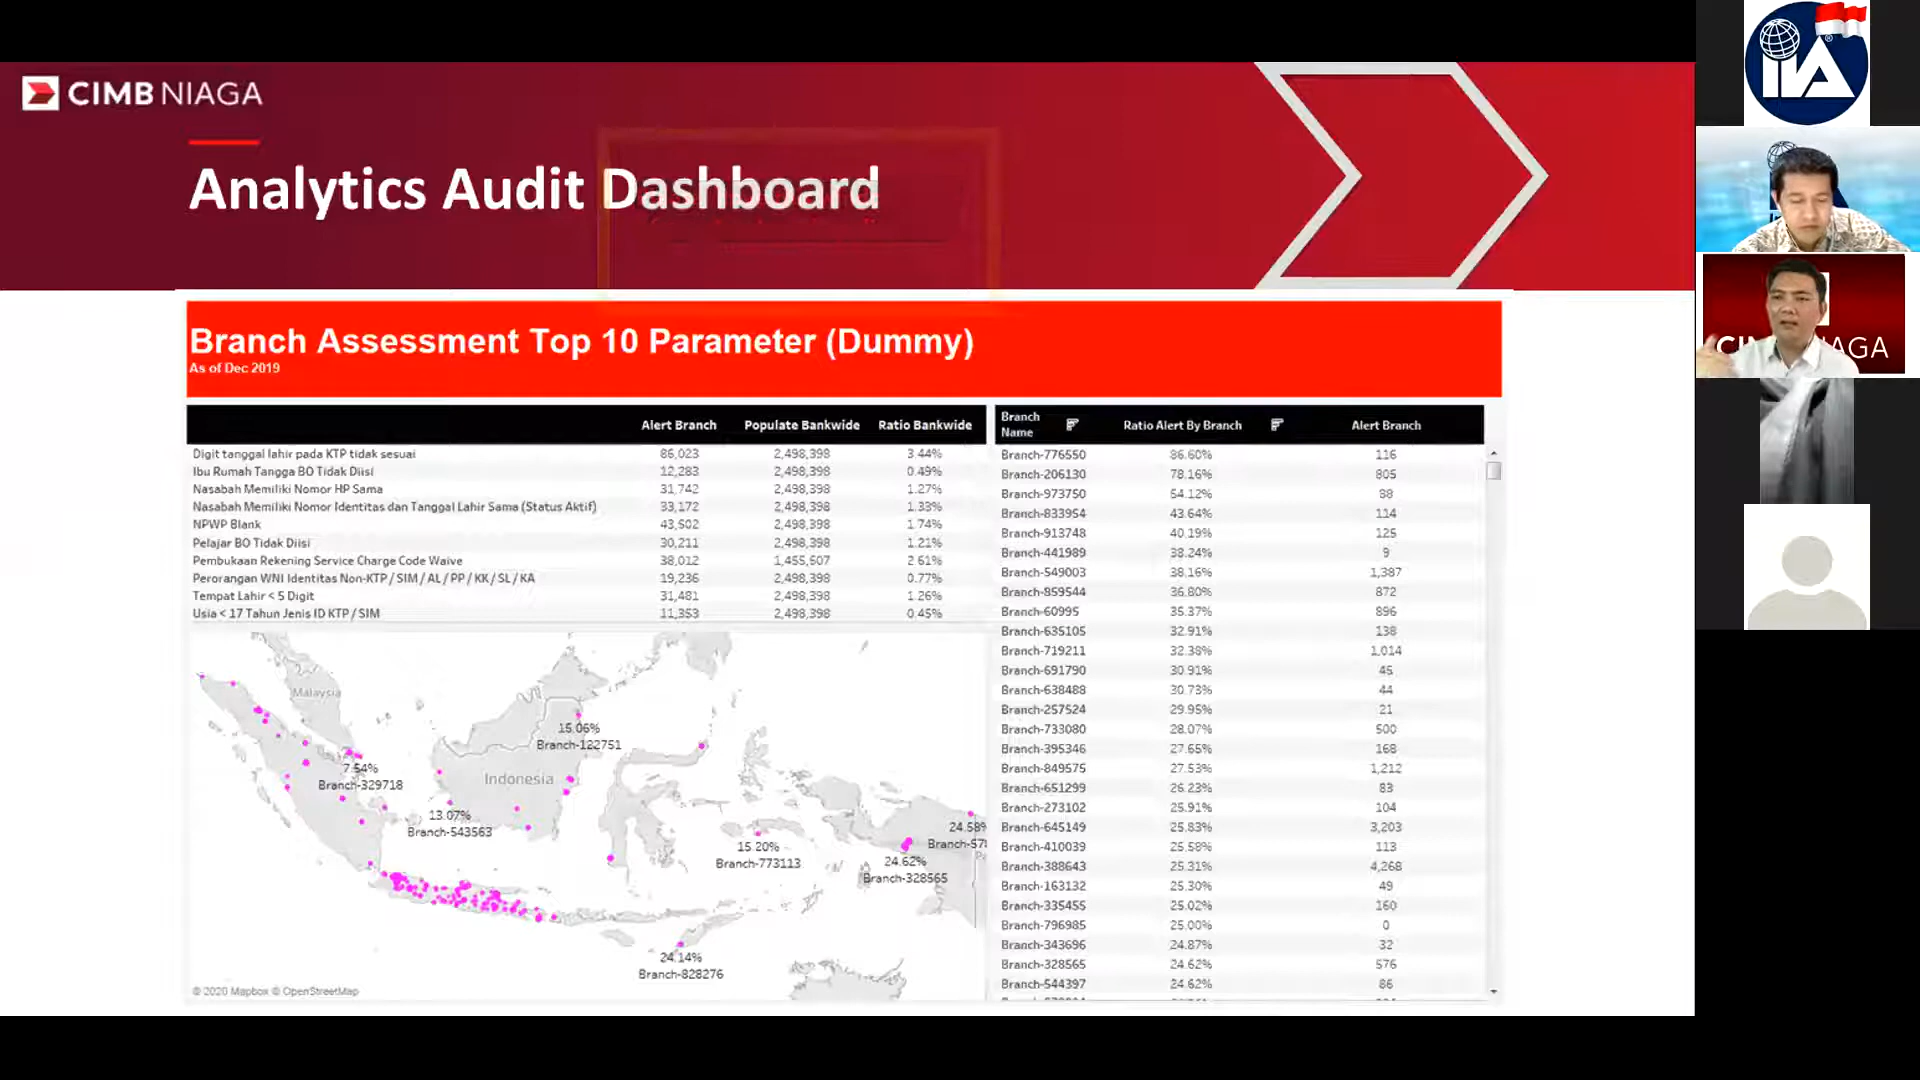 CIMB NIAGA
Analytics Audit Dashboard
Branch Assessment Top 10 Parameter (Dummy)
As of Dec 2019
Alert Branch Populate Bankwide Ratio Bankwide
Digit tanggal lahir pada KTP tidak sesuai 86,023 2,498,398 3.44%
Ibu Rumah Tangga BO Tidak Diisi 12,283 2,498,398 0.49%
Nasabah Memiliki Nomor HP Sama 31,742 2,498,398 1.27%
Nasabah Memiliki Nomor Identitas dan Tanggal Lahir Sama (Status Aktif) 33,172 2,498,398 1.33%
NPWP Blank 43,502 2,498,398 1.74%
Pelajar BO Tidak Diisi 30,211 2,498,398 1.21%
Pembukaan Rekening Service Charge Code Waive 38,012 1,455,607 2.61%
Perorangan WNI Identitas Non-KTP / SIM / AL / PP / KK / SL / KA 19,236 2,498,398 0.77%
Tempat Lahir < 5 Digit 31,481 2,498,398 1.26%
Usia < 17 Tahun Jenis ID KTP / SIM 11,353 2,498,398 0.45%
Branch Name Ratio Alert By Branch Alert Branch
Branch-776550 86.60% 116
Branch-206130 78.16% 805
Branch-973750 54.12% 88
Branch-833954 43.64% 114
Branch-913748 40.19% 125
Branch-441989 38.24% 9
Branch-549003 38.16% 1,387
Branch-859544 36.80% 872
Branch-60995 35.37% 896
Branch-635105 32.91% 138
Branch-719211 32.38% 1,014
Branch-691790 30.91% 45
Branch-638488 30.73% 44
Branch-257524 29.95% 21
Branch-733080 28.07% 500
Branch-395346 27.65% 168
Branch-849575 27.53% 1,212
Branch-651299 26.23% 83
Branch-273102 25.91% 104
Branch-645149 25.83% 3,203
Branch-410039 25.58% 113
Branch-388643 25.31% 4,268
Branch-163132 25.30% 49
Branch-335455 25.02% 160
Branch-796985 25.00% 0
Branch-343696 24.87% 32
Branch-328565 24.62% 576
Branch-544397 24.62% 86
Malaysia
Indonesia
15.06%
Branch-122751
7.54%
Branch-329718
13.07%
Branch-543563
15.20%
Branch-773113
24.58%
Branch-57
24.62%
Branch-328565
24.14%
Branch-828276
© 2020 Mapbox © OpenStreetMap
IIA
CI NIAGA